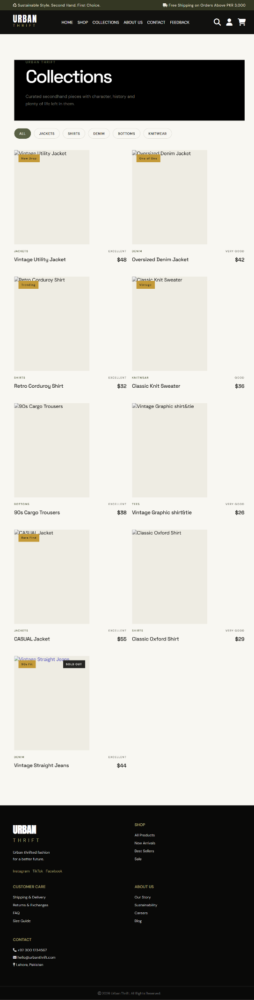 Sustainable Style. Second Hand. First Choice.
Free Shipping on Orders Above PKR 3,000
URBAN
THRIFT
HOME SHOP COLLECTIONS ABOUT US CONTACT FEEDBACK
URBAN THRIFT
Collections
Curated secondhand pieces with character, history and
plenty of life left in them.
ALL JACKETS SHIRTS DENIM BOTTOMS KNITWEAR
Vintage Utility Jacket
New Drop
JACKETS EXCELLENT
Vintage Utility Jacket $48
Oversized Denim Jacket
One of One
DENIM VERY GOOD
Oversized Denim Jacket $42
Retro Corduroy Shirt
Trending
SHIRTS EXCELLENT
Retro Corduroy Shirt $32
Classic Knit Sweater
Vintage
KNITWEAR GOOD
Classic Knit Sweater $36
90s Cargo Trousers
BOTTOMS EXCELLENT
90s Cargo Trousers $38
Vintage Graphic shirt&tie
TEES VERY GOOD
Vintage Graphic shirt&tie $26
CASUAL Jacket
Rare Find
JACKETS EXCELLENT
CASUAL Jacket $55
Classic Oxford Shirt
SHIRTS VERY GOOD
Classic Oxford Shirt $29
Vintage Straight Jeans
90s Fit SOLD OUT
DENIM EXCELLENT
Vintage Straight Jeans $44
URBAN
THRIFT
Urban thrifted fashion
for a better future.
Instagram TikTok Facebook
SHOP
All Products
New Arrivals
Best Sellers
Sale
CUSTOMER CARE
Shipping & Delivery
Returns & Exchanges
FAQ
Size Guide
ABOUT US
Our Story
Sustainability
Careers
Blog
CONTACT
+92 300 1234567
hello@urbanthrift.com
Lahore, Pakistan
© 2026 Urban Thrift. All Rights Reserved.